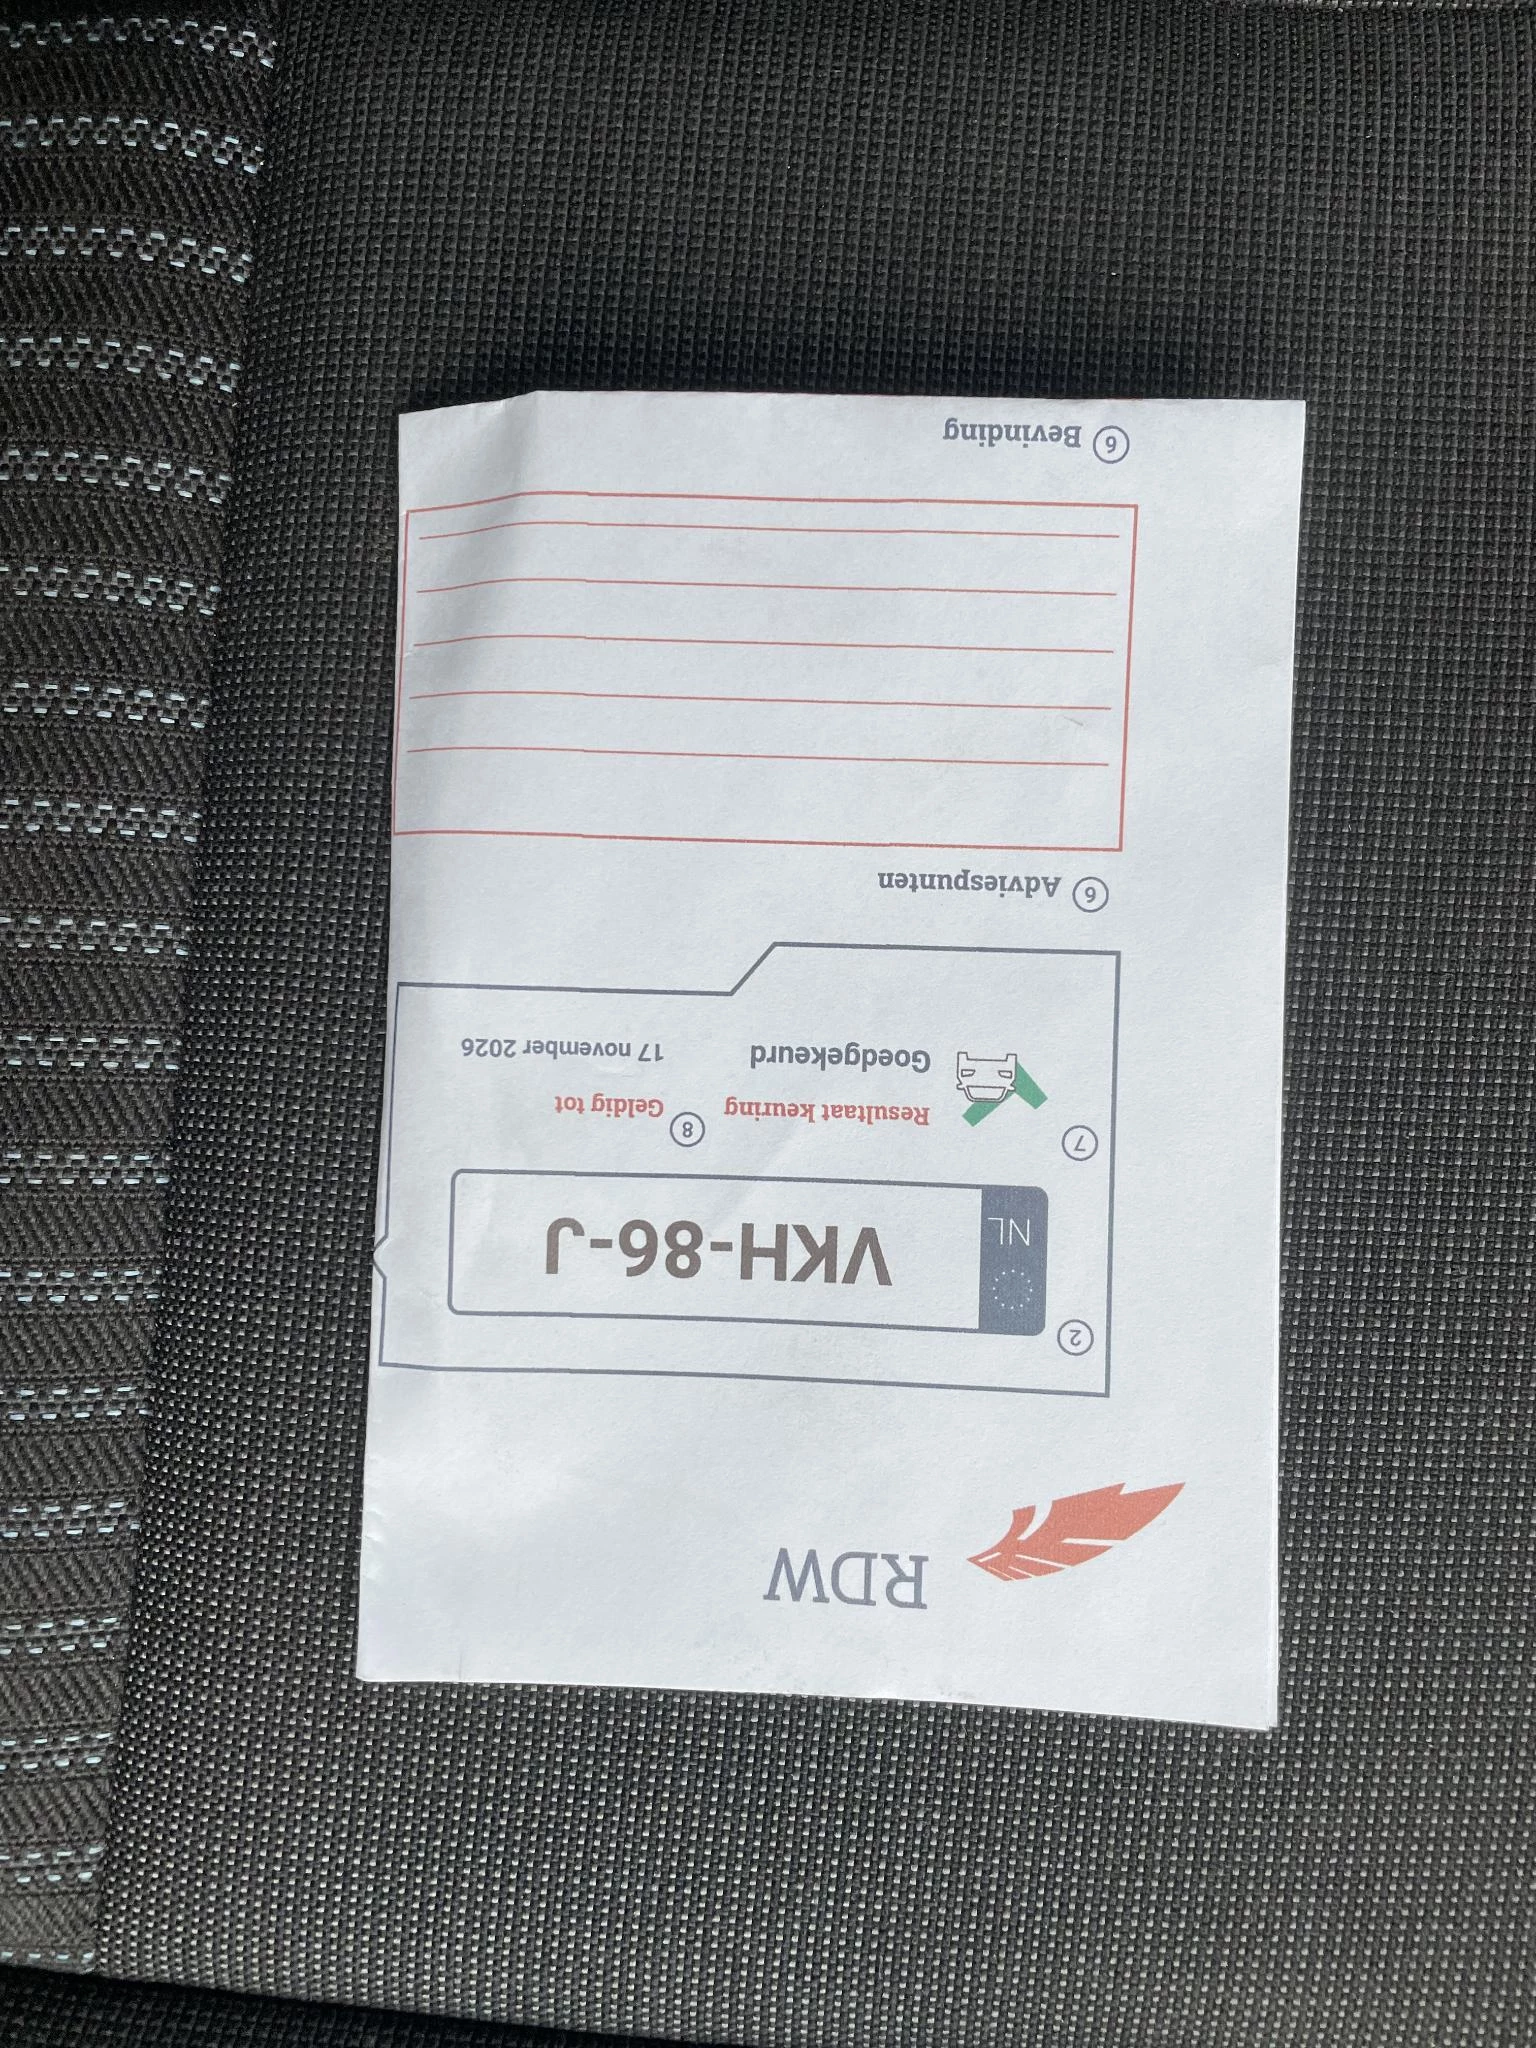 RDW
2
NL VKH-86-J
7 Resultaat keuring 8 Geldig tot
Goedgekeurd 17 november 2026
6 Adviespunten
6 Bevinding